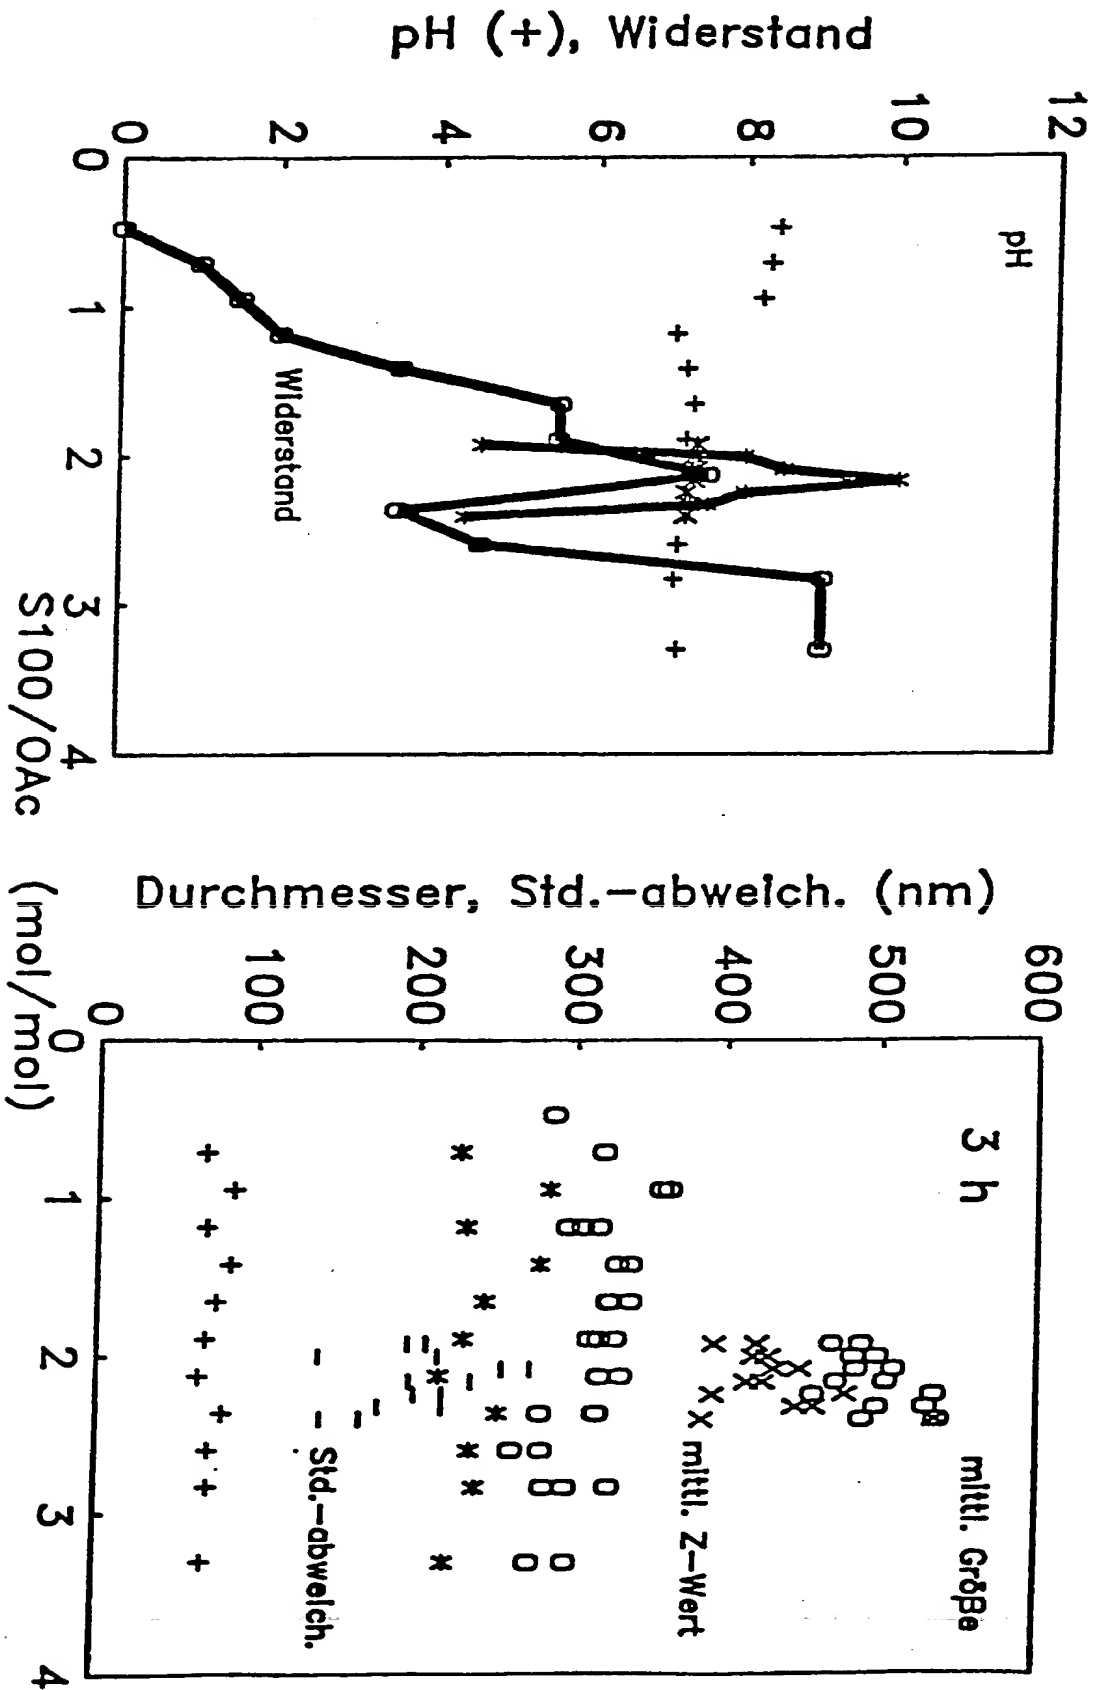 pH (+), Widerstand
12
10
8
6
4
2
0
0
1
2
3
4
pH
Widerstand
S100/OAc (mol/mol)
Durchmesser, Std.-abweich. (nm)
600
500
400
300
200
100
0
0
1
2
3
4
3 h
mittl. Größe
mittl. Z-Wert
Std.-abweich.